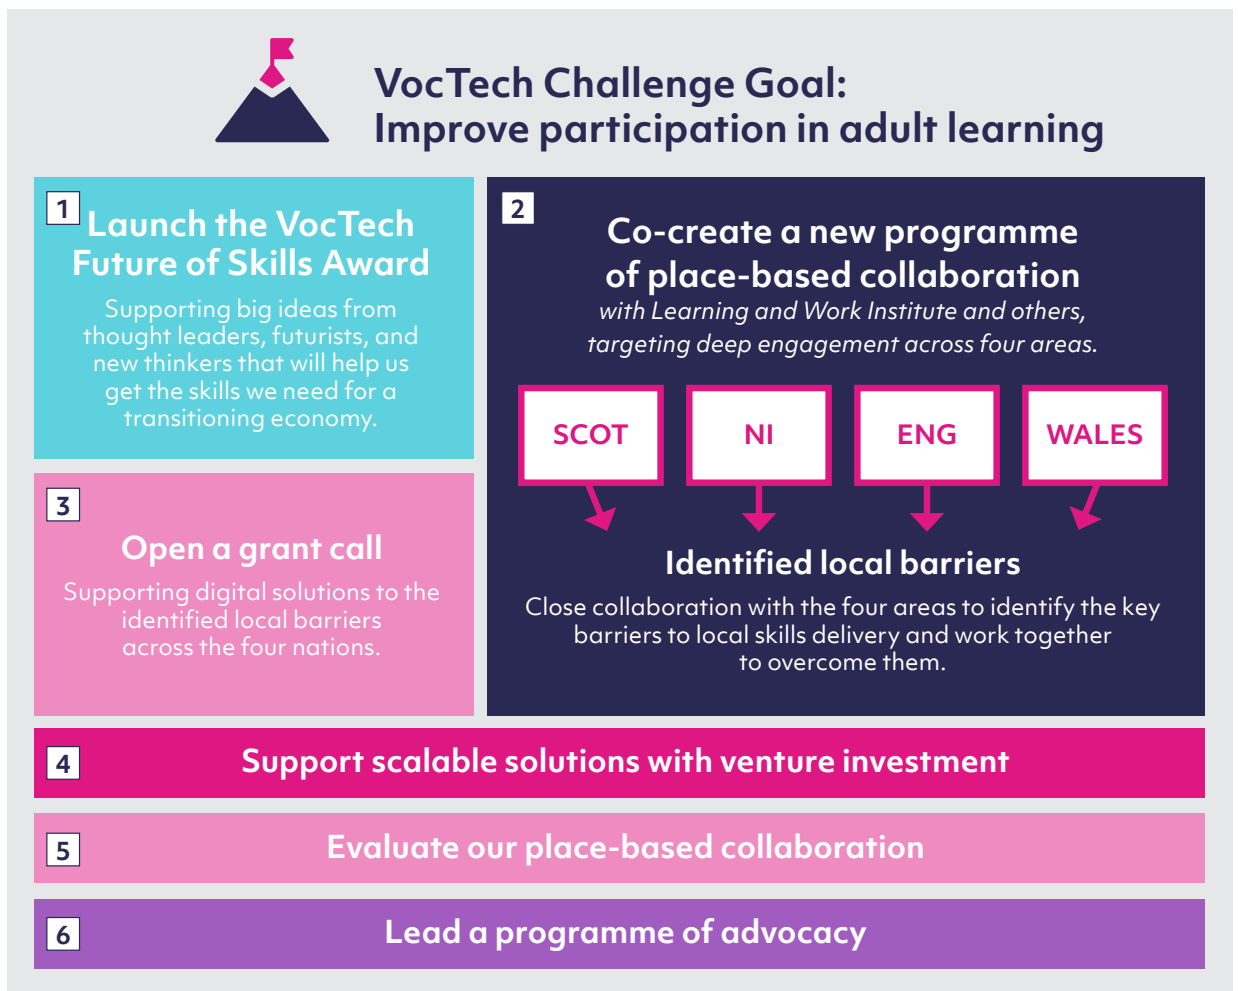 VocTech Challenge Goal:
Improve participation in adult learning
1
Launch the VocTech
Future of Skills Award
Supporting big ideas from
thought leaders, futurists, and
new thinkers that will help us
get the skills we need for a
transitioning economy.
2
Co-create a new programme
of place-based collaboration
with Learning and Work Institute and others,
targeting deep engagement across four areas.
SCOT
NI
ENG
WALES
Identified local barriers
Close collaboration with the four areas to identify the key
barriers to local skills delivery and work together
to overcome them.
3
Open a grant call
Supporting digital solutions to the
identified local barriers
across the four nations.
4
Support scalable solutions with venture investment
5
Evaluate our place-based collaboration
6
Lead a programme of advocacy